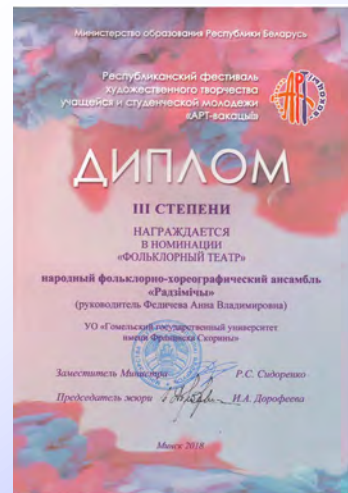 Министерство образования Республики Беларусь
Республиканский фестиваль
художественного творчества
учащейся и студенческой молодежи
«АРТ-вакацыі»
ДИПЛОМ
III СТЕПЕНИ
НАГРАЖДАЕТСЯ
В НОМИНАЦИИ
«ФОЛЬКЛОРНЫЙ ТЕАТР»
народный фольклорно-хореографический ансамбль
«Радзімічы»
(руководитель Федичева Анна Владимировна)
УО «Гомельский государственный университет
имени Франциска Скорины»
Заместитель Министра Р.С. Сидоренко
Председатель жюри И.А. Дорофеева
Минск 2018